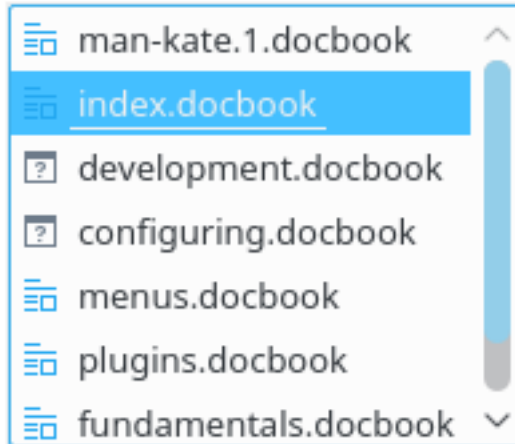 man-kate.1.docbook
index.docbook
development.docbook
configuring.docbook
menus.docbook
plugins.docbook
fundamentals.docbook